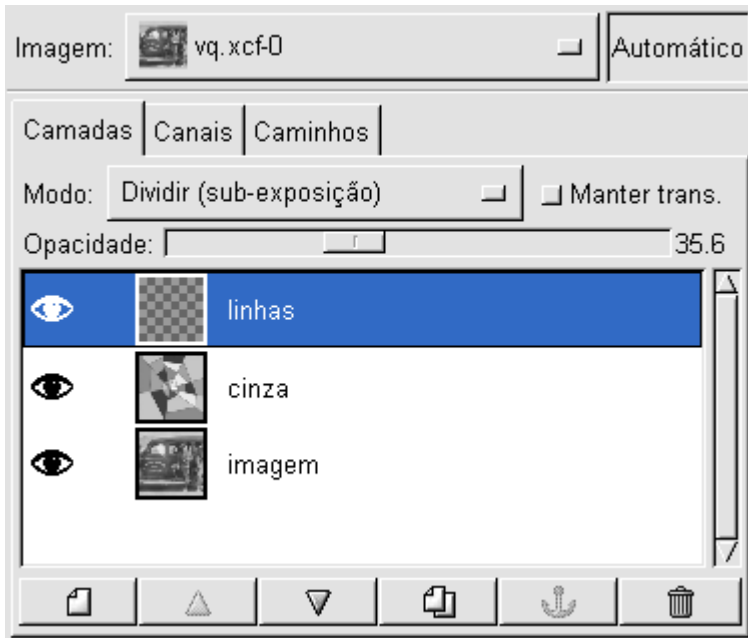 Imagem: vq.xcf-0 Automático
Camadas Canais Caminhos
Modo: Dividir (sub-exposição) Manter trans.
Opacidade: 35.6
linhas
cinza
imagem